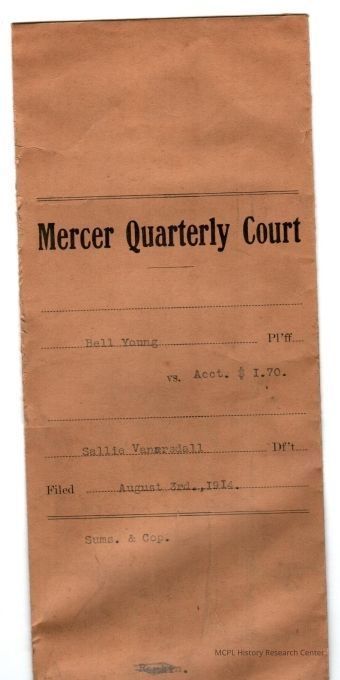 Mercer Quarterly Court
Bell Young Pl'ff
vs. Acct. $ 1.70.
Sallie Vanarsdall Df't
Filed August 3rd.,1914.
Sums. & Cop.
MCPL History Research Center